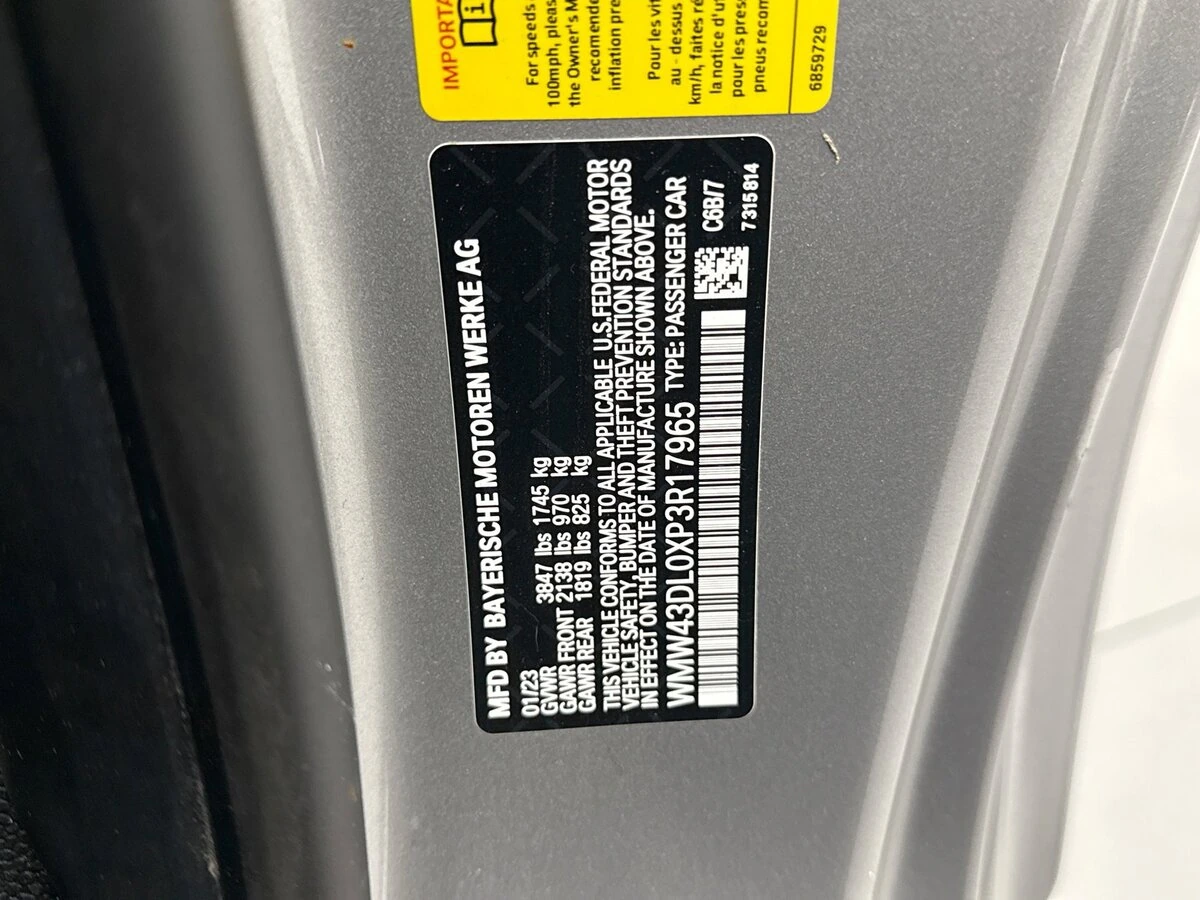 MFD BY BAYERISCHE MOTOREN WERKE AG
01/23
GVWR 3847 lbs 1745 kg
GAWR FRONT 2138 lbs 970 kg
GAWR REAR 1819 lbs 825 kg
THIS VEHICLE CONFORMS TO ALL APPLICABLE U.S.FEDERAL MOTOR
VEHICLE SAFETY, BUMPER AND THEFT PREVENTION STANDARDS
IN EFFECT ON THE DATE OF MANUFACTURE SHOWN ABOVE.
WMW43DL0XP3R17965 TYPE: PASSENGER CAR
C6B/7
7315814
IMPORTA
For speeds
100mph, pleas
the Owner's M
recomende
inflation pre
Pour les vit
au - dessus
km/h, faites ré
la notice d'ut
pour les pres
pneus recom
6859729